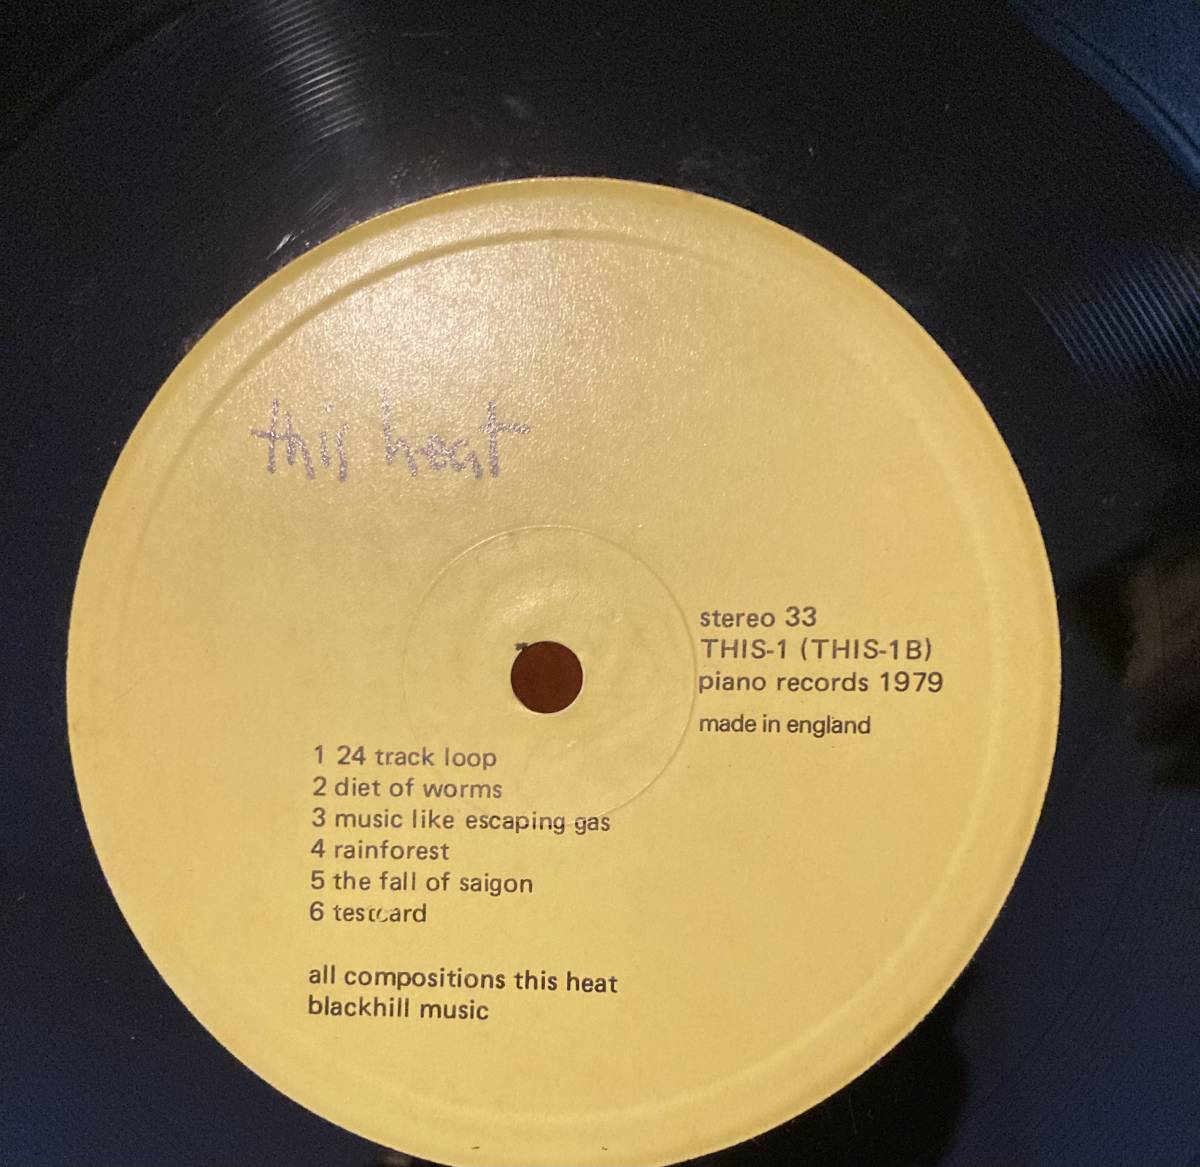 this heat
stereo 33
THIS-1 (THIS-1B)
piano records 1979
made in england
1 24 track loop
2 diet of worms
3 music like escaping gas
4 rainforest
5 the fall of saigon
6 testcard
all compositions this heat
blackhill music